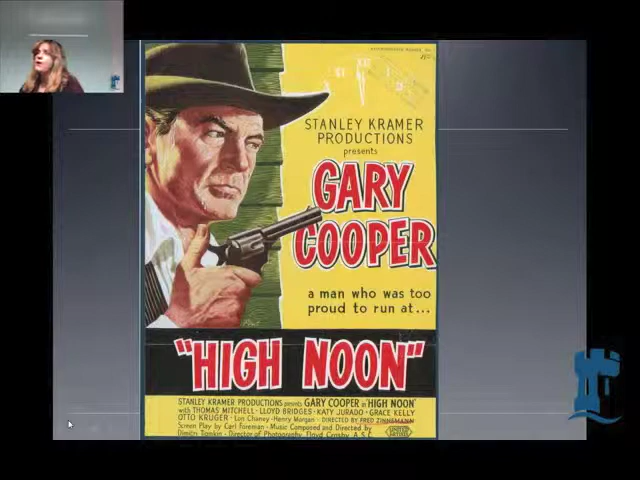 STANLEY KRAMER
PRODUCTIONS
presents
GARY
COOPER
a man who was too
proud to run at...
"HIGH NOON"
STANLEY KRAMER PRODUCTIONS presents GARY COOPER in "HIGH NOON"
with THOMAS MITCHELL · LLOYD BRIDGES · KATY JURADO · GRACE KELLY
OTTO KRUGER · Lon Chaney · Henry Morgan · DIRECTED BY FRED ZINNEMANN
Screen Play by Carl Foreman · Music Composed and Directed by
Dimitri Tiomkin · Director of Photography Floyd Crosby A.S.C.
UNITED
ARTISTS